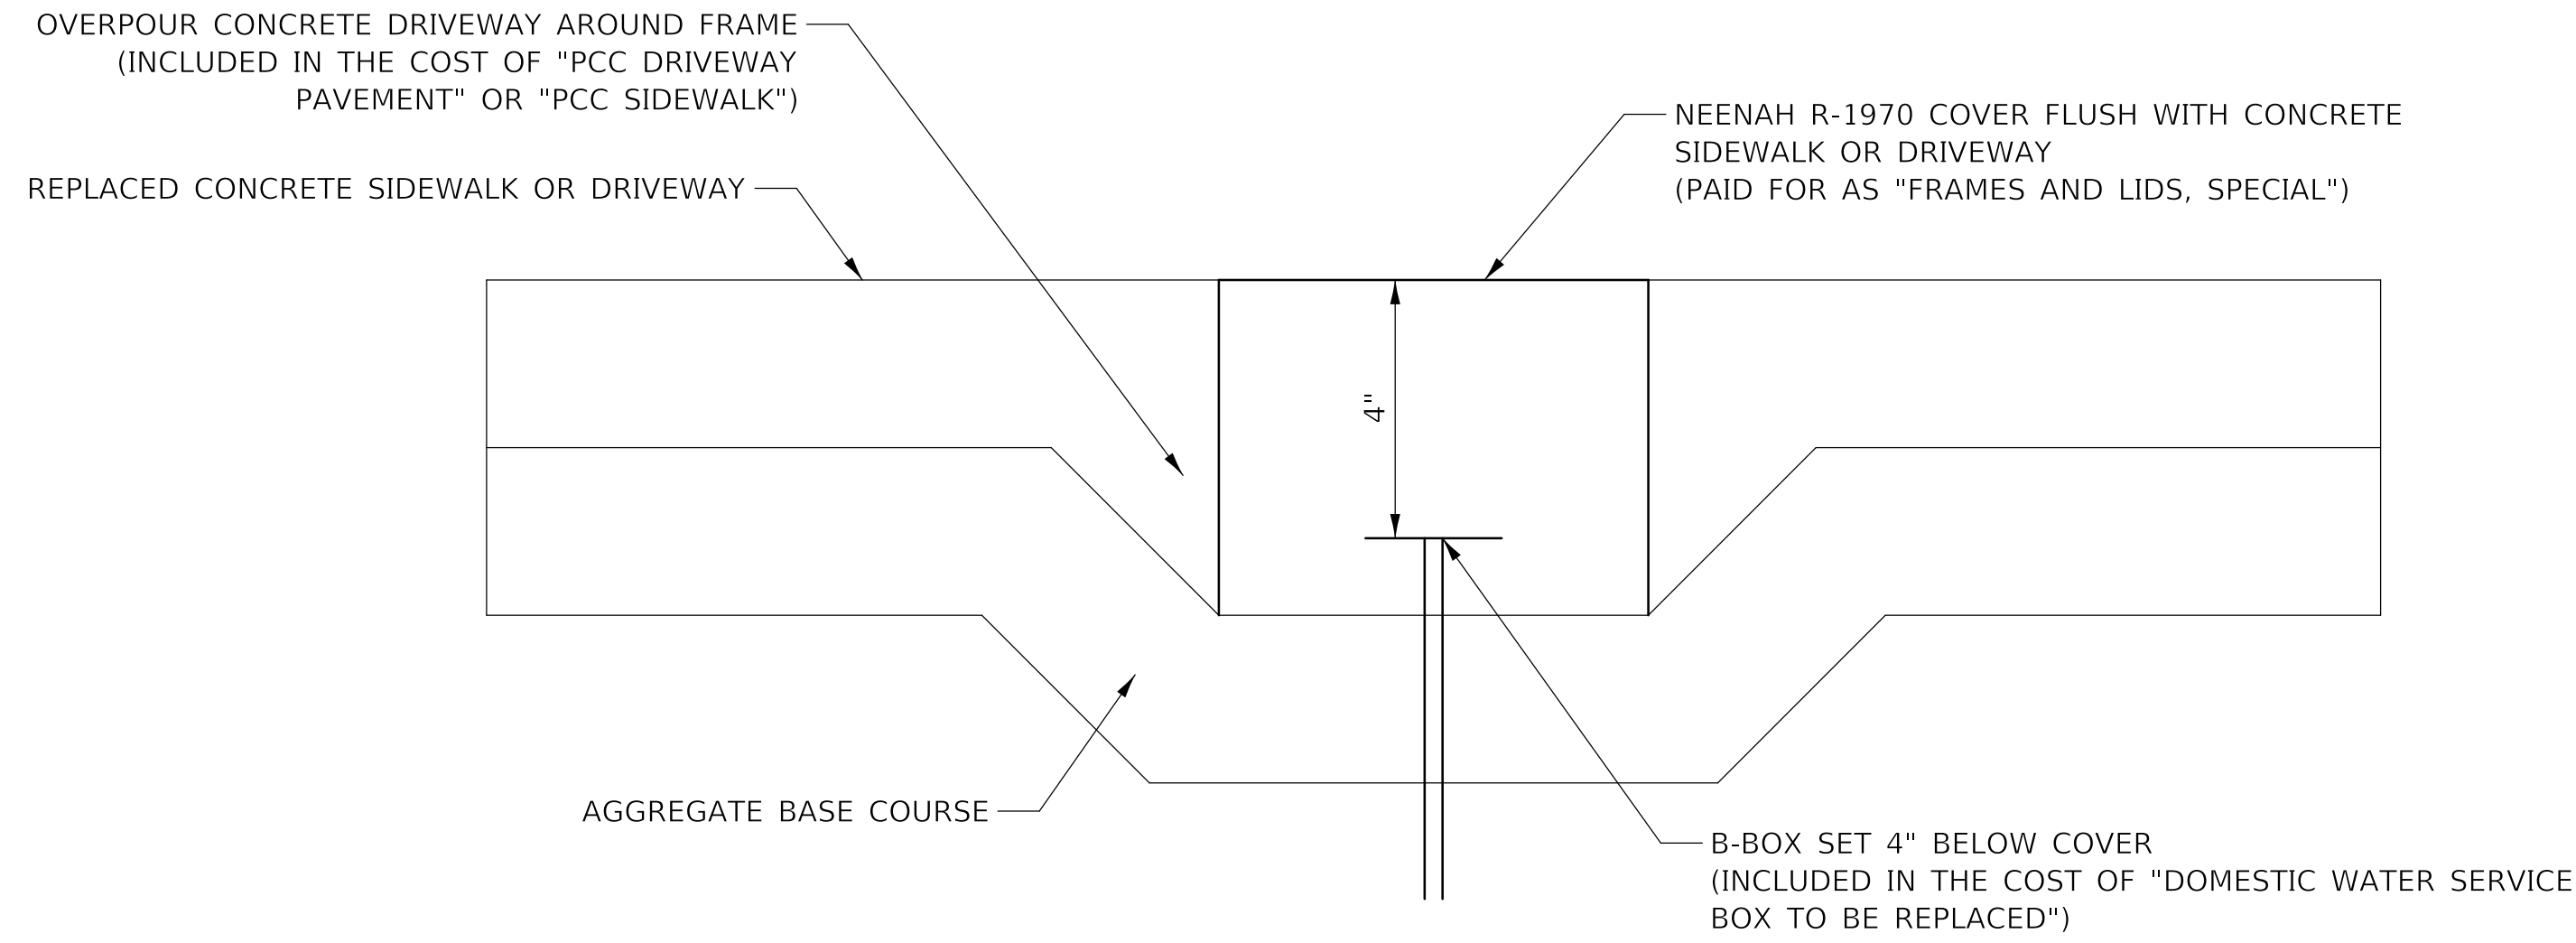 OVERPOUR CONCRETE DRIVEWAY AROUND FRAME
(INCLUDED IN THE COST OF "PCC DRIVEWAY
PAVEMENT" OR "PCC SIDEWALK")
NEENAH R-1970 COVER FLUSH WITH CONCRETE
SIDEWALK OR DRIVEWAY
(PAID FOR AS "FRAMES AND LIDS, SPECIAL")
REPLACED CONCRETE SIDEWALK OR DRIVEWAY
4"
AGGREGATE BASE COURSE
B-BOX SET 4" BELOW COVER
(INCLUDED IN THE COST OF "DOMESTIC WATER SERVICE
BOX TO BE REPLACED")